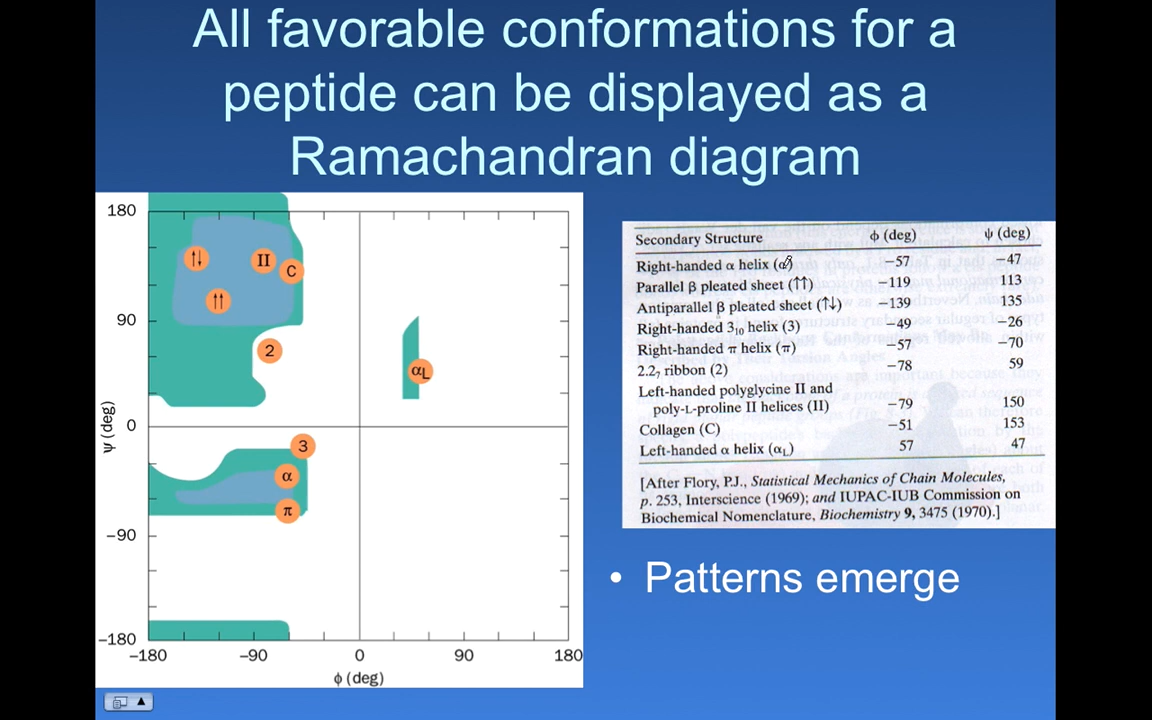 All favorable conformations for a
peptide can be displayed as a
Ramachandran diagram
180
90
0
−90
−180
ψ (deg)
−180
−90
0
90
180
ϕ (deg)
↑↓
II
C
↑↑
2
αL
3
α
π
Secondary Structure ϕ (deg) ψ (deg)
Right-handed α helix (α) −57 −47
Parallel β pleated sheet (↑↑) −119 113
Antiparallel β pleated sheet (↑↓) −139 135
Right-handed 3₁₀ helix (3) −49 −26
Right-handed π helix (π) −57 −70
2.2₇ ribbon (2) −78 59
Left-handed polyglycine II and
poly-L-proline II helices (II) −79 150
Collagen (C) −51 153
Left-handed α helix (αL) 57 47
[After Flory, P.J., Statistical Mechanics of Chain Molecules,
p. 253, Interscience (1969); and IUPAC-IUB Commission on
Biochemical Nomenclature, Biochemistry 9, 3475 (1970).]
• Patterns emerge